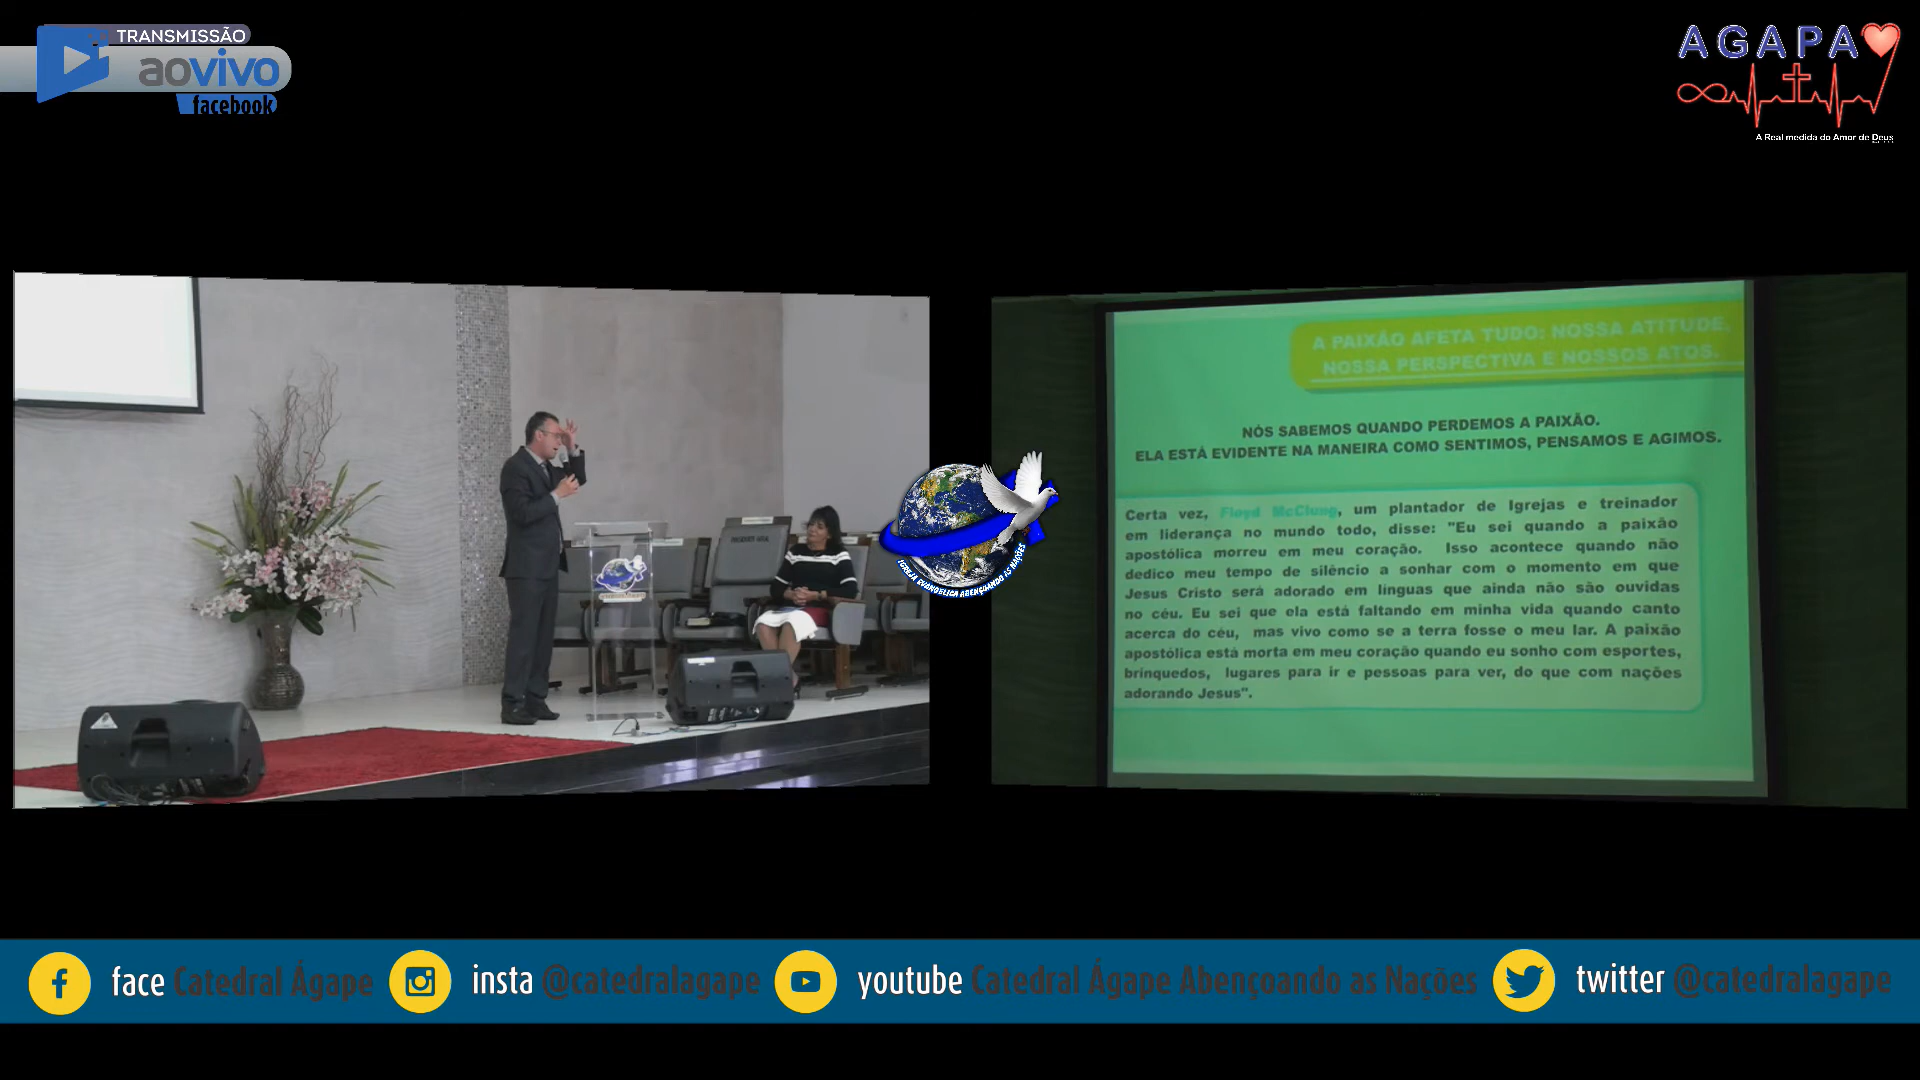 TRANSMISSÃO
aovivo
facebook
AGAPA
A Real medida do Amor de Deus
A PAIXÃO AFETA TUDO: NOSSA ATITUDE,
NOSSA PERSPECTIVA E NOSSOS ATOS.
NÓS SABEMOS QUANDO PERDEMOS A PAIXÃO.
ELA ESTÁ EVIDENTE NA MANEIRA COMO SENTIMOS, PENSAMOS E AGIMOS.
Certa vez, Floyd McClung, um plantador de Igrejas e treinador
em liderança no mundo todo, disse: "Eu sei quando a paixão
apostólica morreu em meu coração. Isso acontece quando não
dedico meu tempo de silêncio a sonhar com o momento em que
Jesus Cristo será adorado em línguas que ainda não são ouvidas
no céu. Eu sei que ela está faltando em minha vida quando canto
acerca do céu, mas vivo como se a terra fosse o meu lar. A paixão
apostólica está morta em meu coração quando eu sonho com esportes,
brinquedos, lugares para ir e pessoas para ver, do que com nações
adorando Jesus".
IGREJA EVANGÉLICA ABENÇOANDO AS NAÇÕES
face Catedral Ágape
insta @catedralagape
youtube Catedral Ágape Abençoando as Nações
twitter @catedralagape